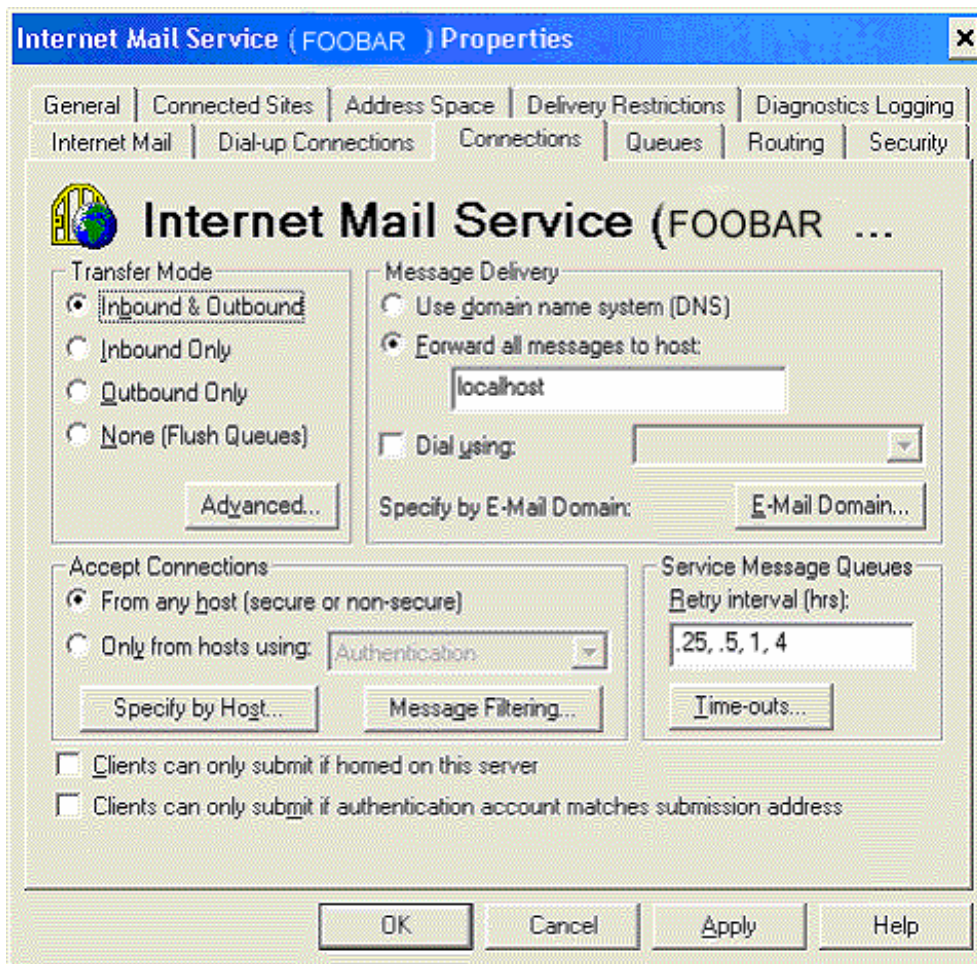 Internet Mail Service (FOOBAR ) Properties
General Connected Sites Address Space Delivery Restrictions Diagnostics Logging
Internet Mail Dial-up Connections Connections Queues Routing Security
Internet Mail Service (FOOBAR ...
Transfer Mode
Inbound & Outbound
Inbound Only
Outbound Only
None (Flush Queues)
Advanced...
Message Delivery
Use domain name system (DNS)
Forward all messages to host:
localhost
Dial using:
Specify by E-Mail Domain: E-Mail Domain...
Accept Connections
From any host (secure or non-secure)
Only from hosts using: Authentication
Specify by Host... Message Filtering...
Service Message Queues
Retry interval (hrs):
.25, .5, 1, 4
Time-outs...
Clients can only submit if homed on this server
Clients can only submit if authentication account matches submission address
OK Cancel Apply Help